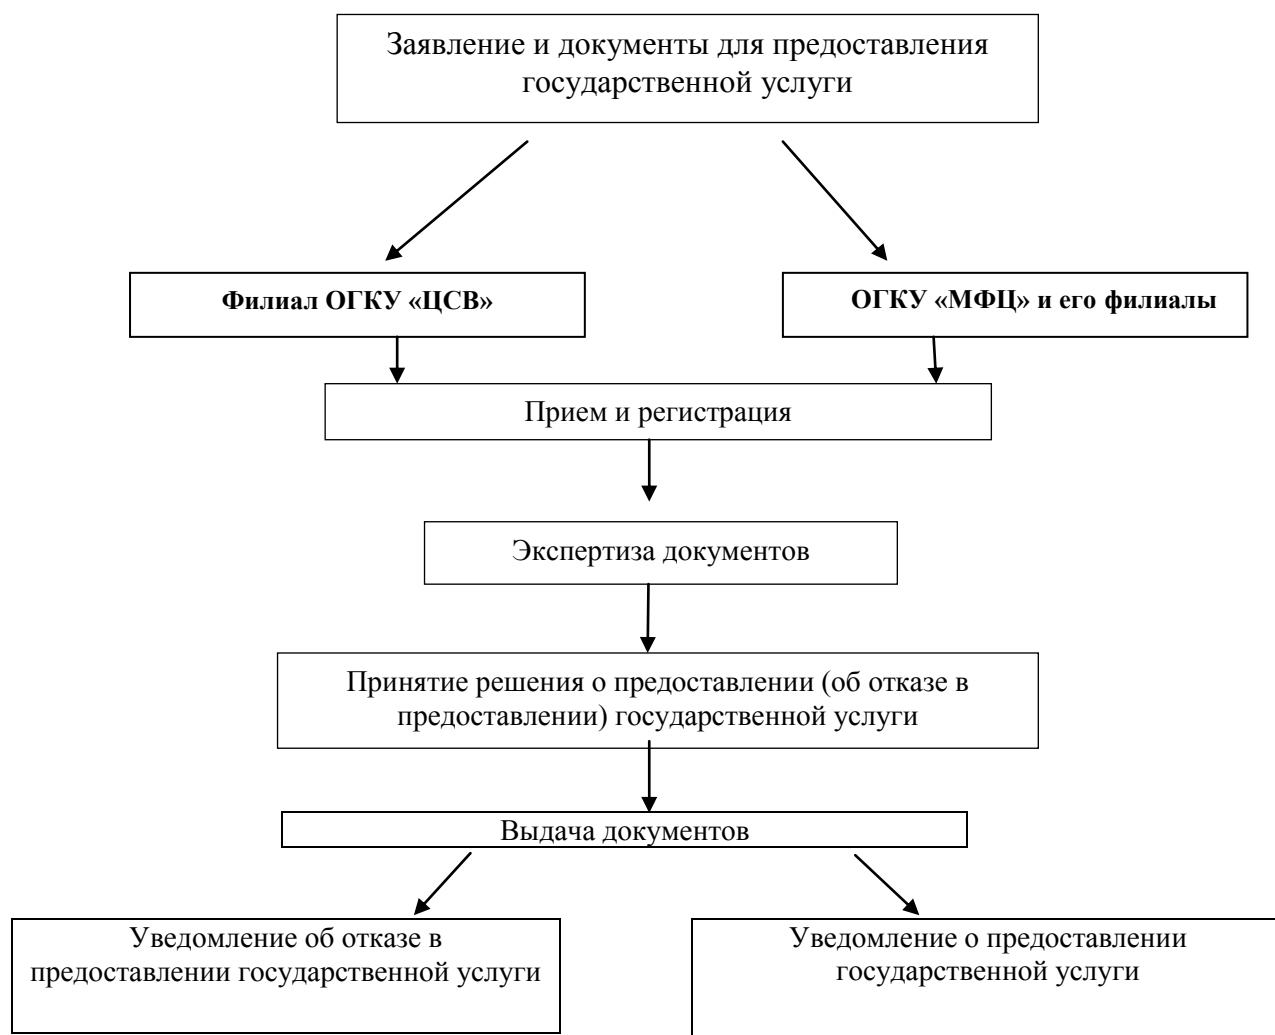 Заявление и документы для предоставления
государственной услуги
Филиал ОГКУ «ЦСВ»
ОГКУ «МФЦ» и его филиалы
Прием и регистрация
Экспертиза документов
Принятие решения о предоставлении (об отказе в
предоставлении) государственной услуги
Выдача документов
Уведомление об отказе в
предоставлении государственной услуги
Уведомление о предоставлении
государственной услуги